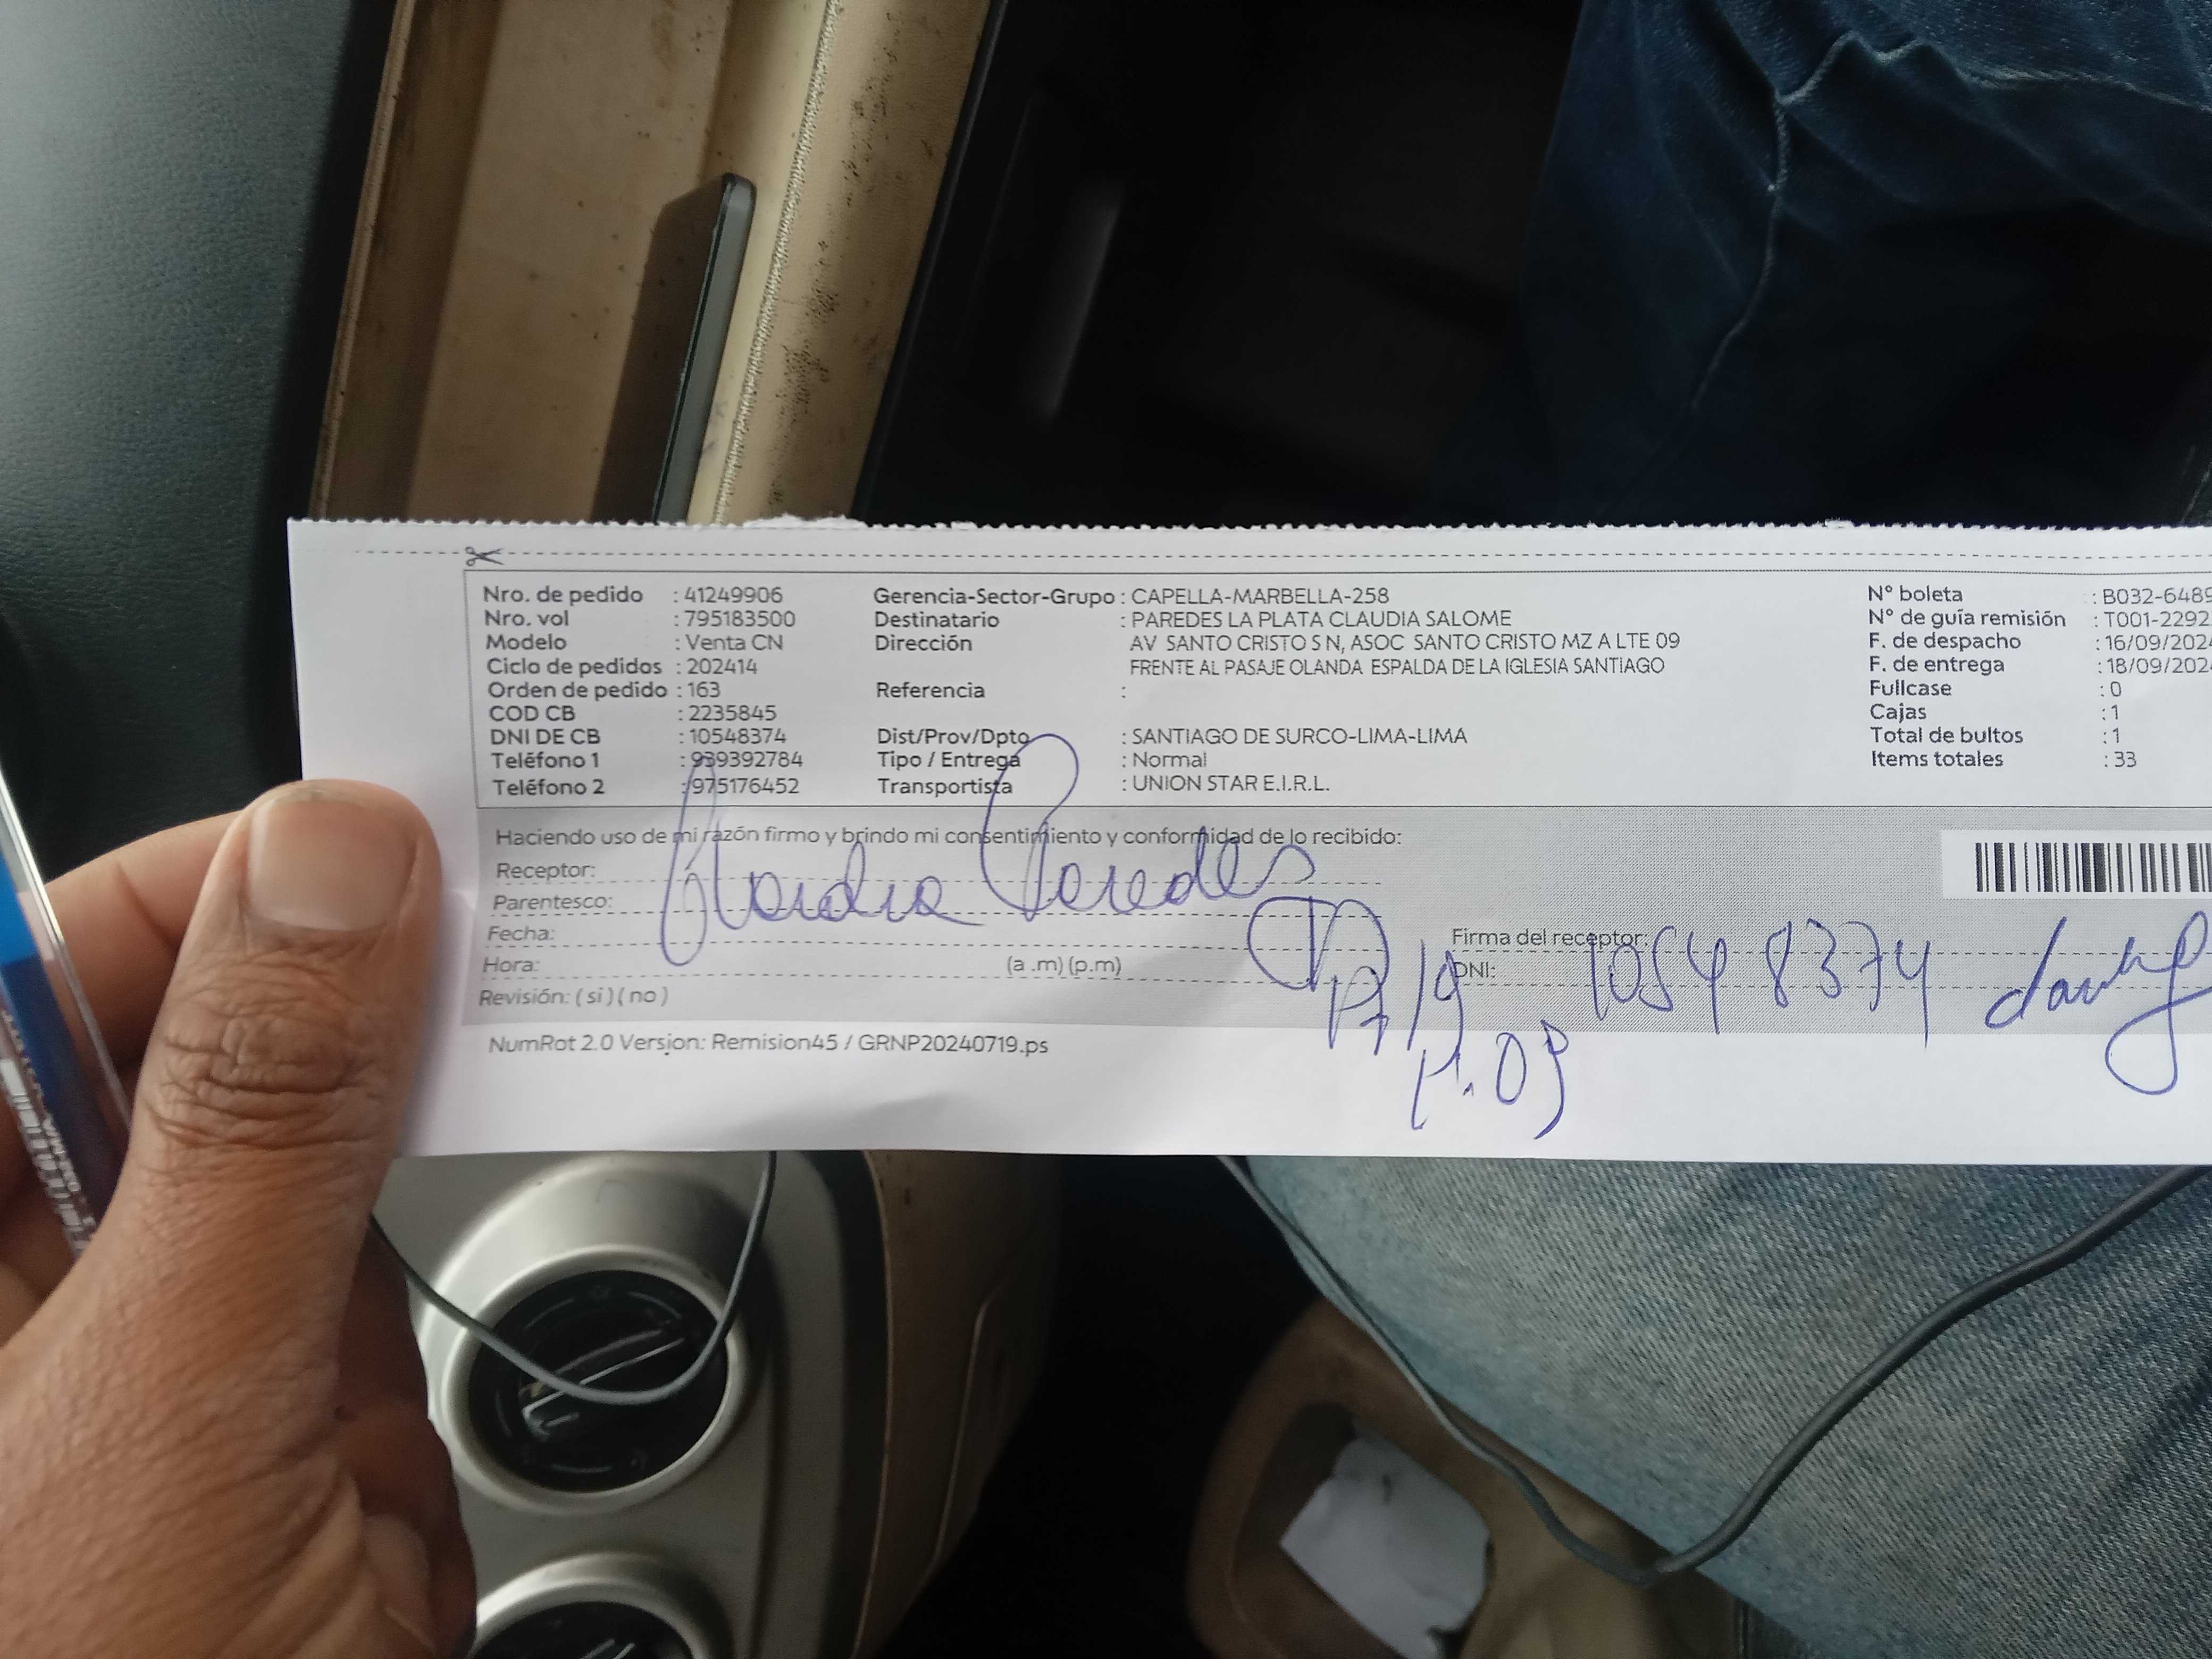 Nro. de pedido : 41249906 Gerencia-Sector-Grupo : CAPELLA-MARBELLA-258 N° boleta : B032-6489
Nro. vol : 795183500 Destinatario : PAREDES LA PLATA CLAUDIA SALOME N° de guía remisión : T001-2292
Modelo : Venta CN Dirección AV SANTO CRISTO S N, ASOC SANTO CRISTO MZ A LTE 09 F. de despacho : 16/09/2024
Ciclo de pedidos : 202414 FRENTE AL PASAJE OLANDA ESPALDA DE LA IGLESIA SANTIAGO F. de entrega : 18/09/202
Orden de pedido : 163 Referencia : Fullcase : 0
COD CB : 2235845 Cajas : 1
DNI DE CB : 10548374 Dist/Prov/Dpto : SANTIAGO DE SURCO-LIMA-LIMA Total de bultos : 1
Teléfono 1 : 939392784 Tipo / Entrega : Normal Items totales : 33
Teléfono 2 : 975176452 Transportista : UNION STAR E.I.R.L.
Haciendo uso de mi razón firmo y brindo mi consentimiento y conformidad de lo recibido:
Receptor: Claudia Paredes
Parentesco:
Fecha: Firma del receptor:
Hora: (a .m) (p.m) DNI: 10548374
Revisión: ( si ) ( no )
NumRot 2.0 Version: Remision45 / GRNP20240719.ps